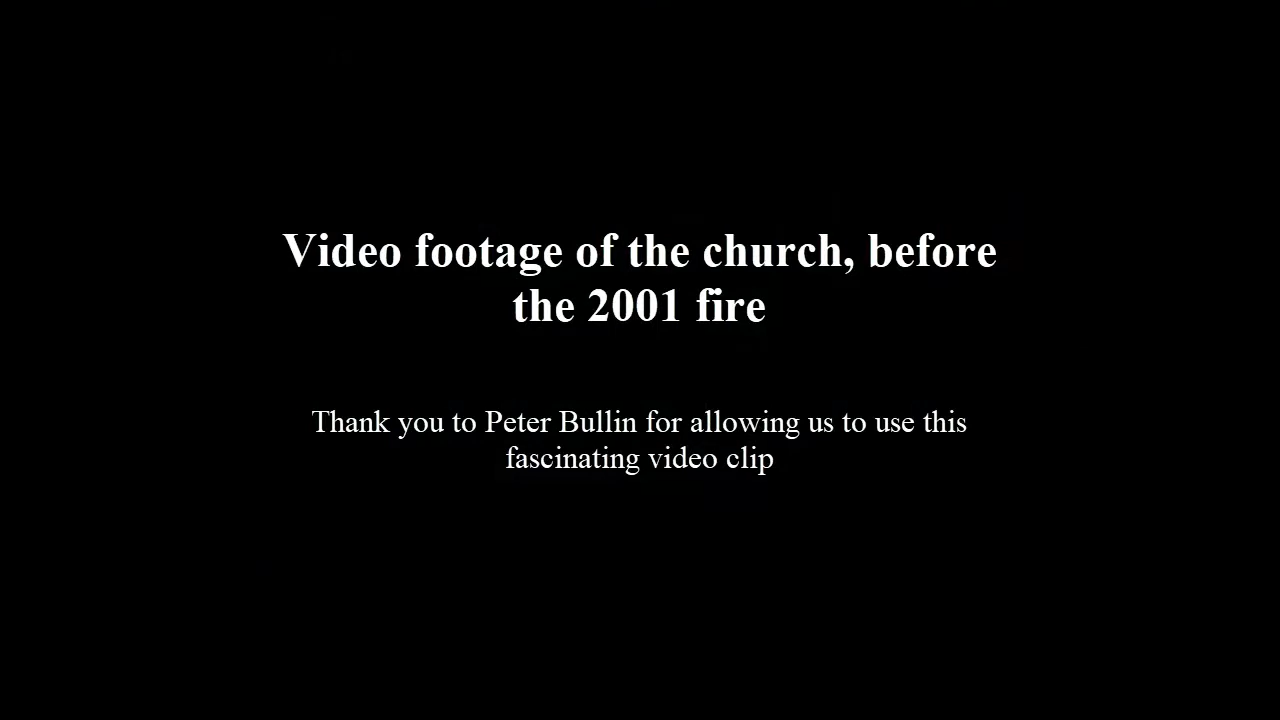 Video footage of the church, before
the 2001 fire
Thank you to Peter Bullin for allowing us to use this
fascinating video clip